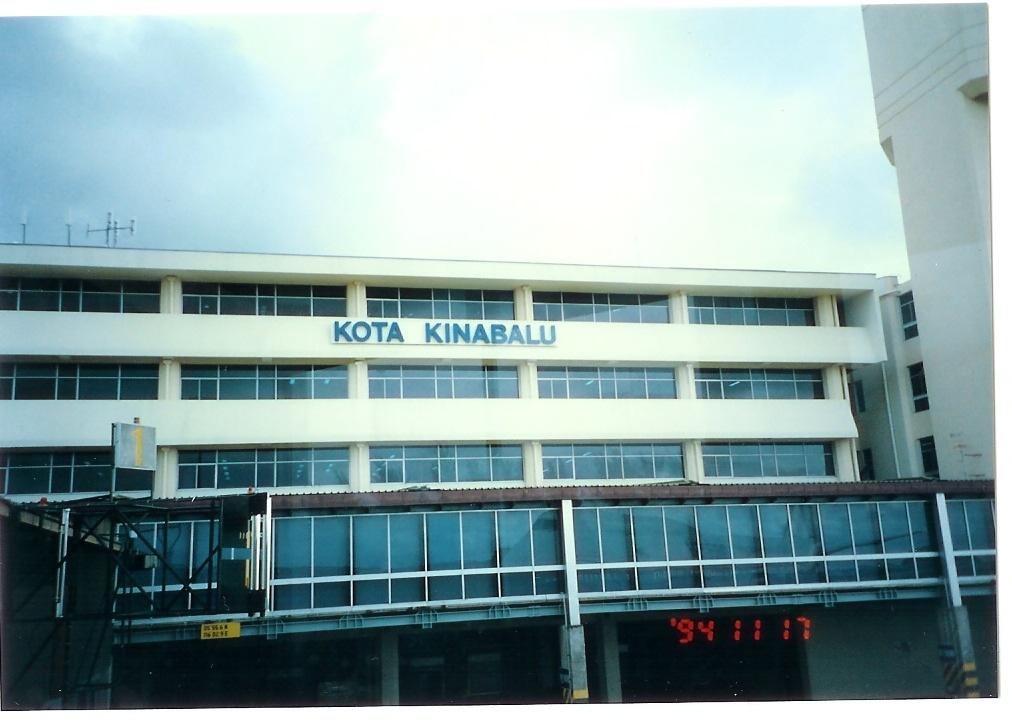 KOTA KINABALU
1
'94 11 17